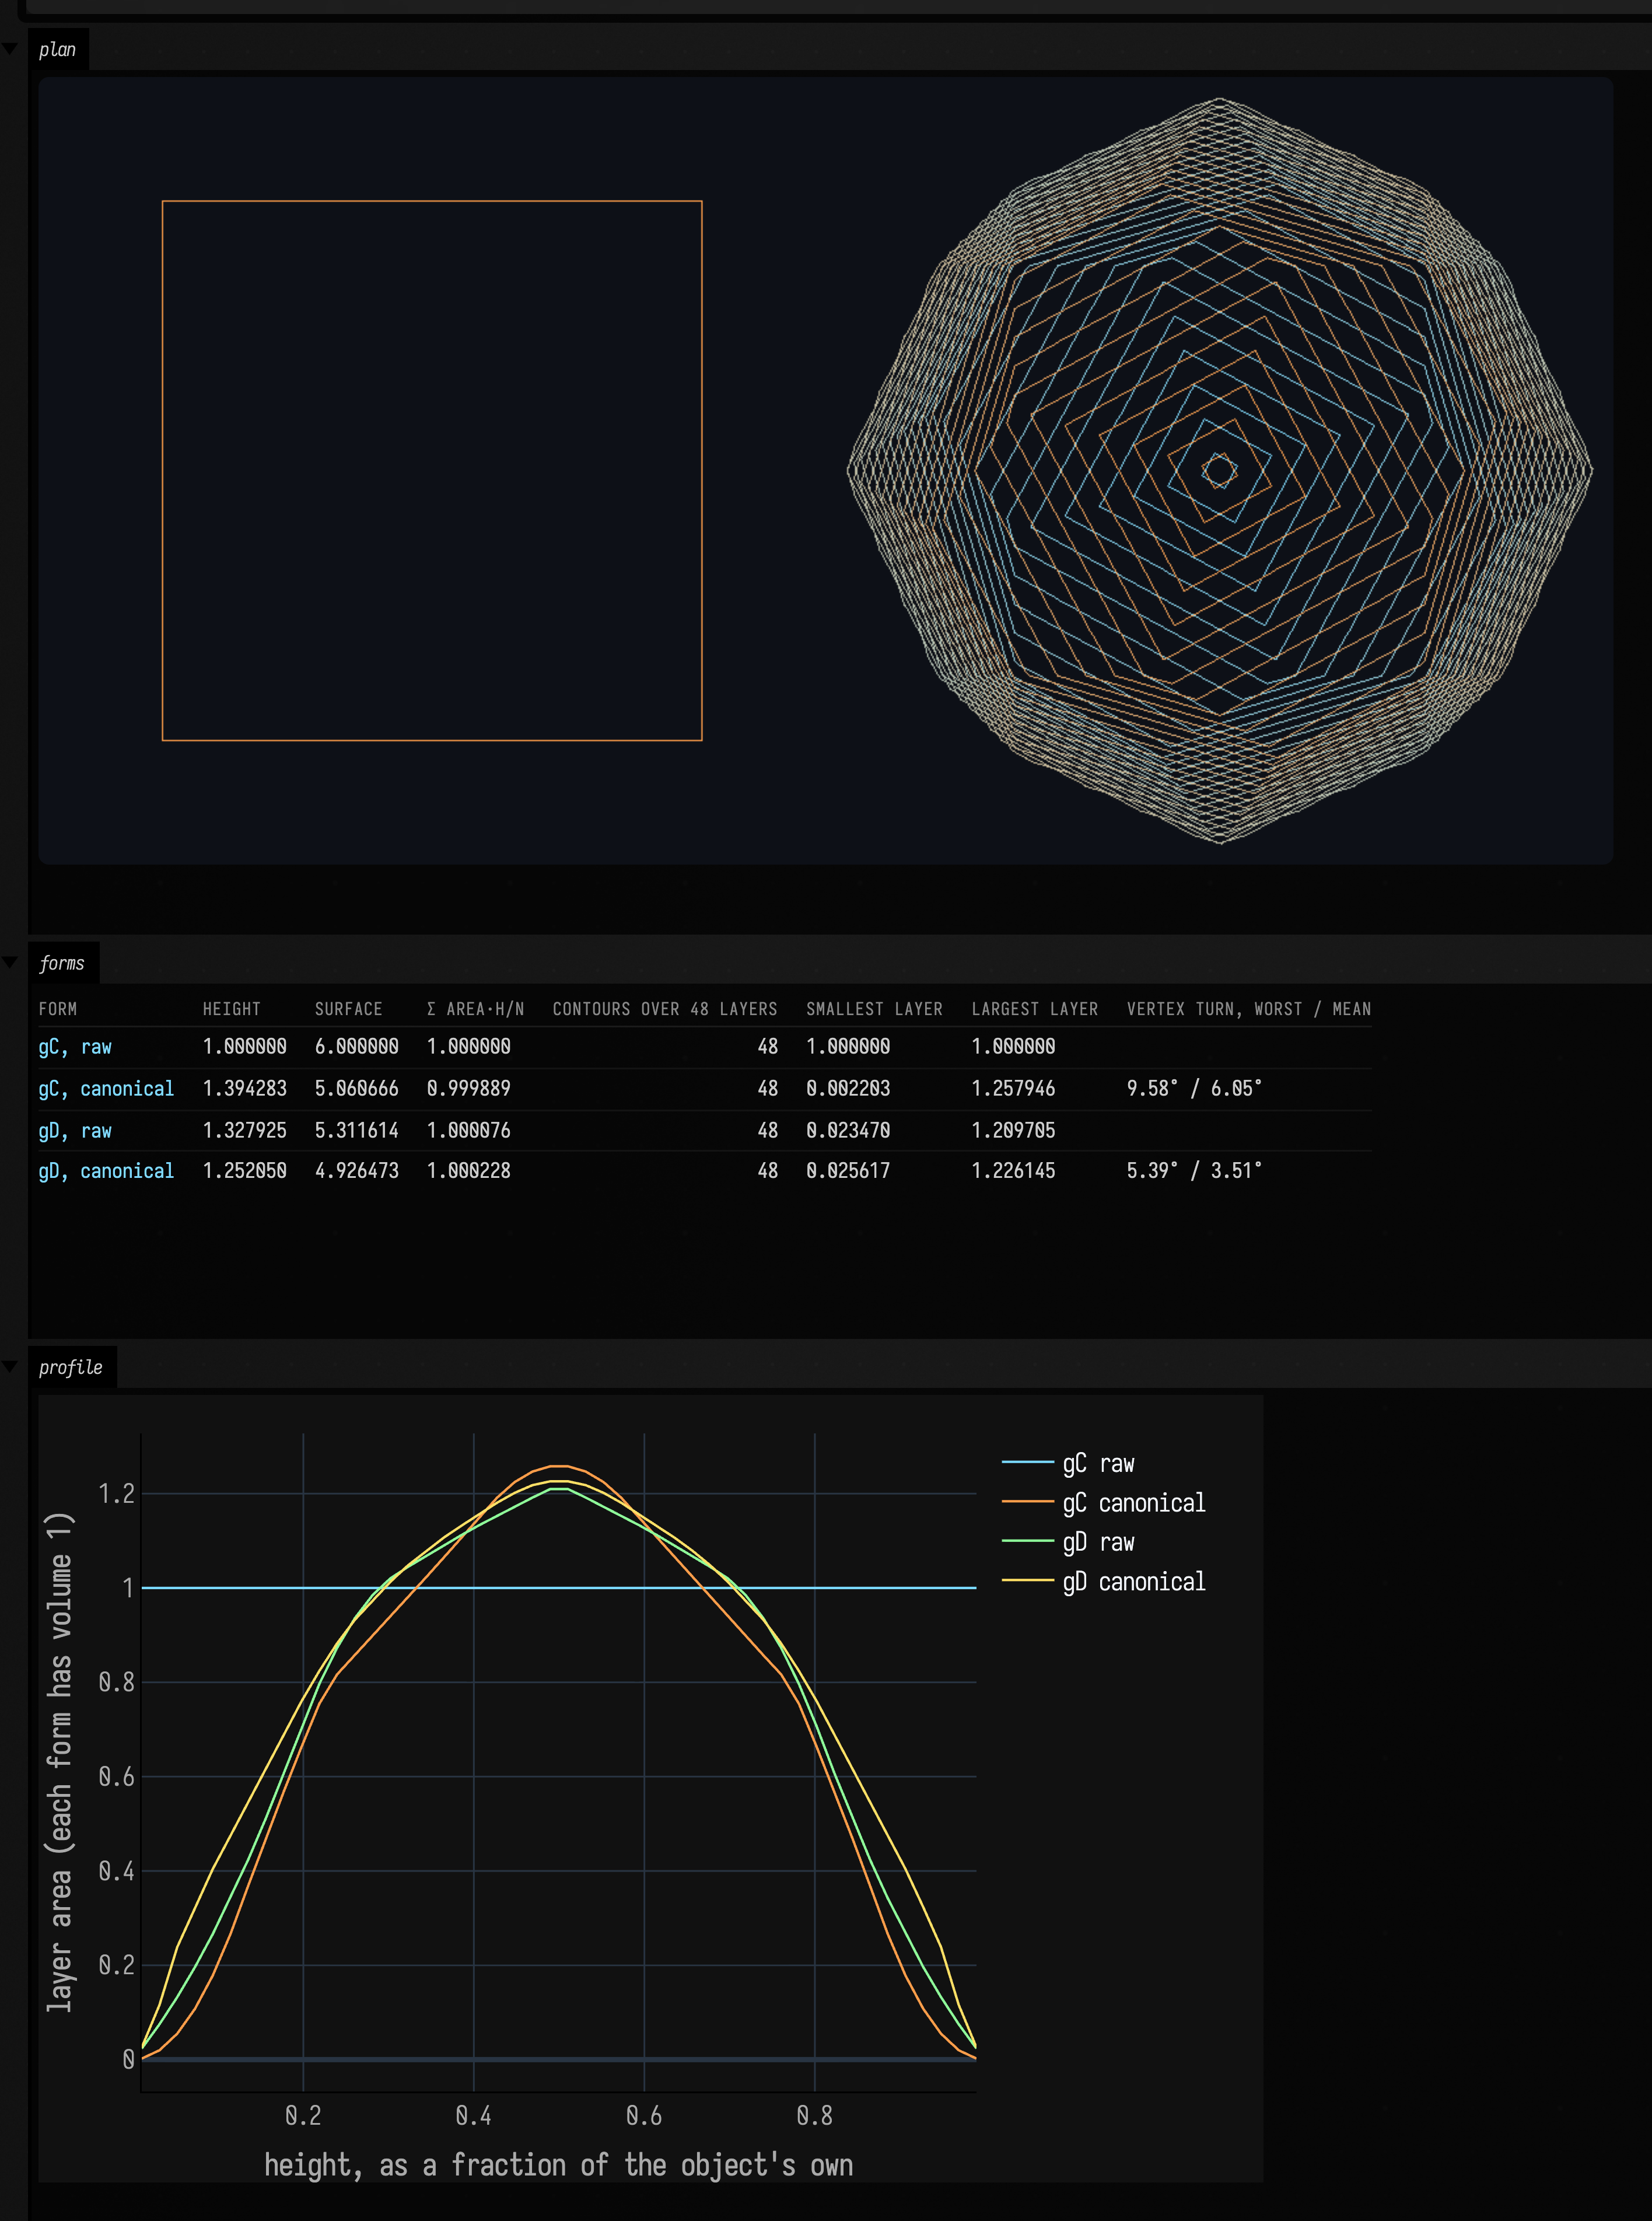 plan
forms
FORM HEIGHT SURFACE Σ AREA·H/N CONTOURS OVER 48 LAYERS SMALLEST LAYER LARGEST LAYER VERTEX TURN, WORST / MEAN
gC, raw 1.000000 6.000000 1.000000 48 1.000000 1.000000
gC, canonical 1.394283 5.060666 0.999889 48 0.002203 1.257946 9.58° / 6.05°
gD, raw 1.327925 5.311614 1.000076 48 0.023470 1.209705
gD, canonical 1.252050 4.926473 1.000228 48 0.025617 1.226145 5.39° / 3.51°
profile
layer area (each form has volume 1)
1.2
1
0.8
0.6
0.4
0.2
0
0.2 0.4 0.6 0.8
height, as a fraction of the object's own
gC raw
gC canonical
gD raw
gD canonical